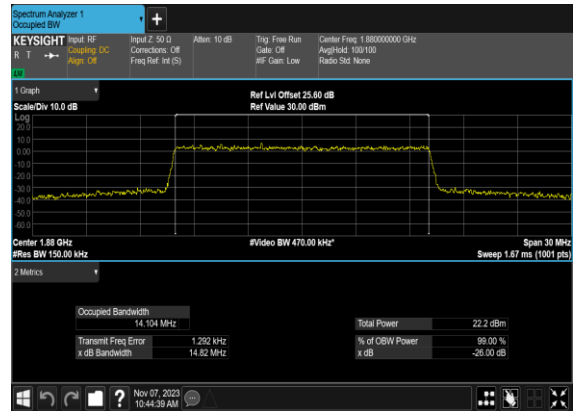 Spectrum Analyzer 1
Occupied BW
+
KEYSIGHT
R T
LU
Input: RF
Coupling: DC
Align: Off
Input Z: 50 Ω
Corrections: Off
Freq Ref: Int (S)
Atten: 10 dB
Trig: Free Run
Gate: Off
#IF Gain: Low
Center Freq: 1.880000000 GHz
Avg|Hold: 100/100
Radio Std: None
1 Graph
Scale/Div 10.0 dB
Ref Lvl Offset 25.60 dB
Ref Value 30.00 dBm
Log
20.0
10.0
0.00
-10.0
-20.0
-30.0
-40.0
-50.0
-60.0
Center 1.88 GHz
#Res BW 150.00 kHz
#Video BW 470.00 kHz*
Span 30 MHz
Sweep 1.67 ms (1001 pts)
2 Metrics
Occupied Bandwidth
14.104 MHz
Total Power 22.2 dBm
Transmit Freq Error 1.292 kHz
% of OBW Power 99.00 %
x dB Bandwidth 14.82 MHz
x dB -26.00 dB
?
Nov 07, 2023
10:44:39 AM